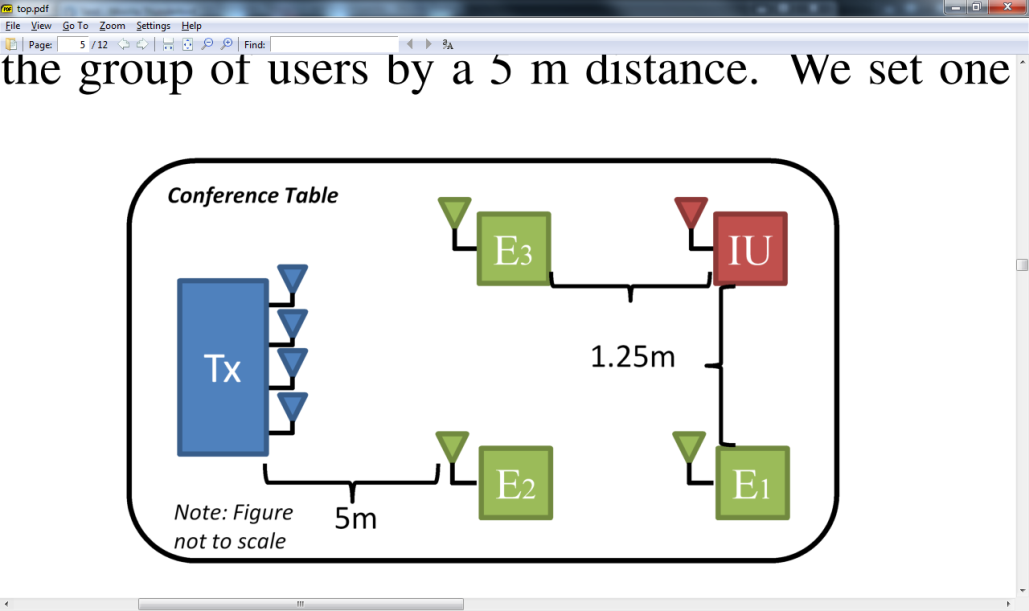 top.pdf
File View Go To Zoom Settings Help
Page: 5 / 12 Find:
the group of users by a 5 m distance. We set one
Conference Table
E3
IU
1.25m
Tx
E2
E1
5m
Note: Figure
not to scale